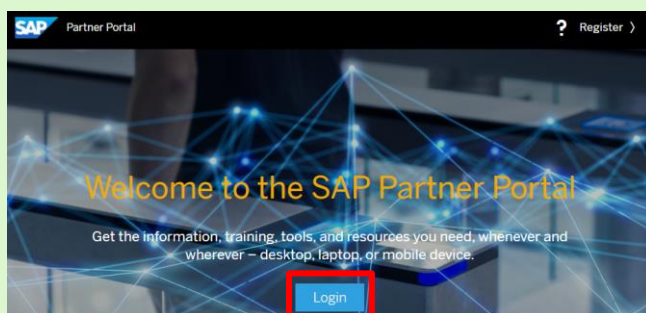 SAP Partner Portal ? Register 〉
Welcome to the SAP Partner Portal
Get the information, training, tools, and resources you need, whenever and
wherever – desktop, laptop, or mobile device.
Login